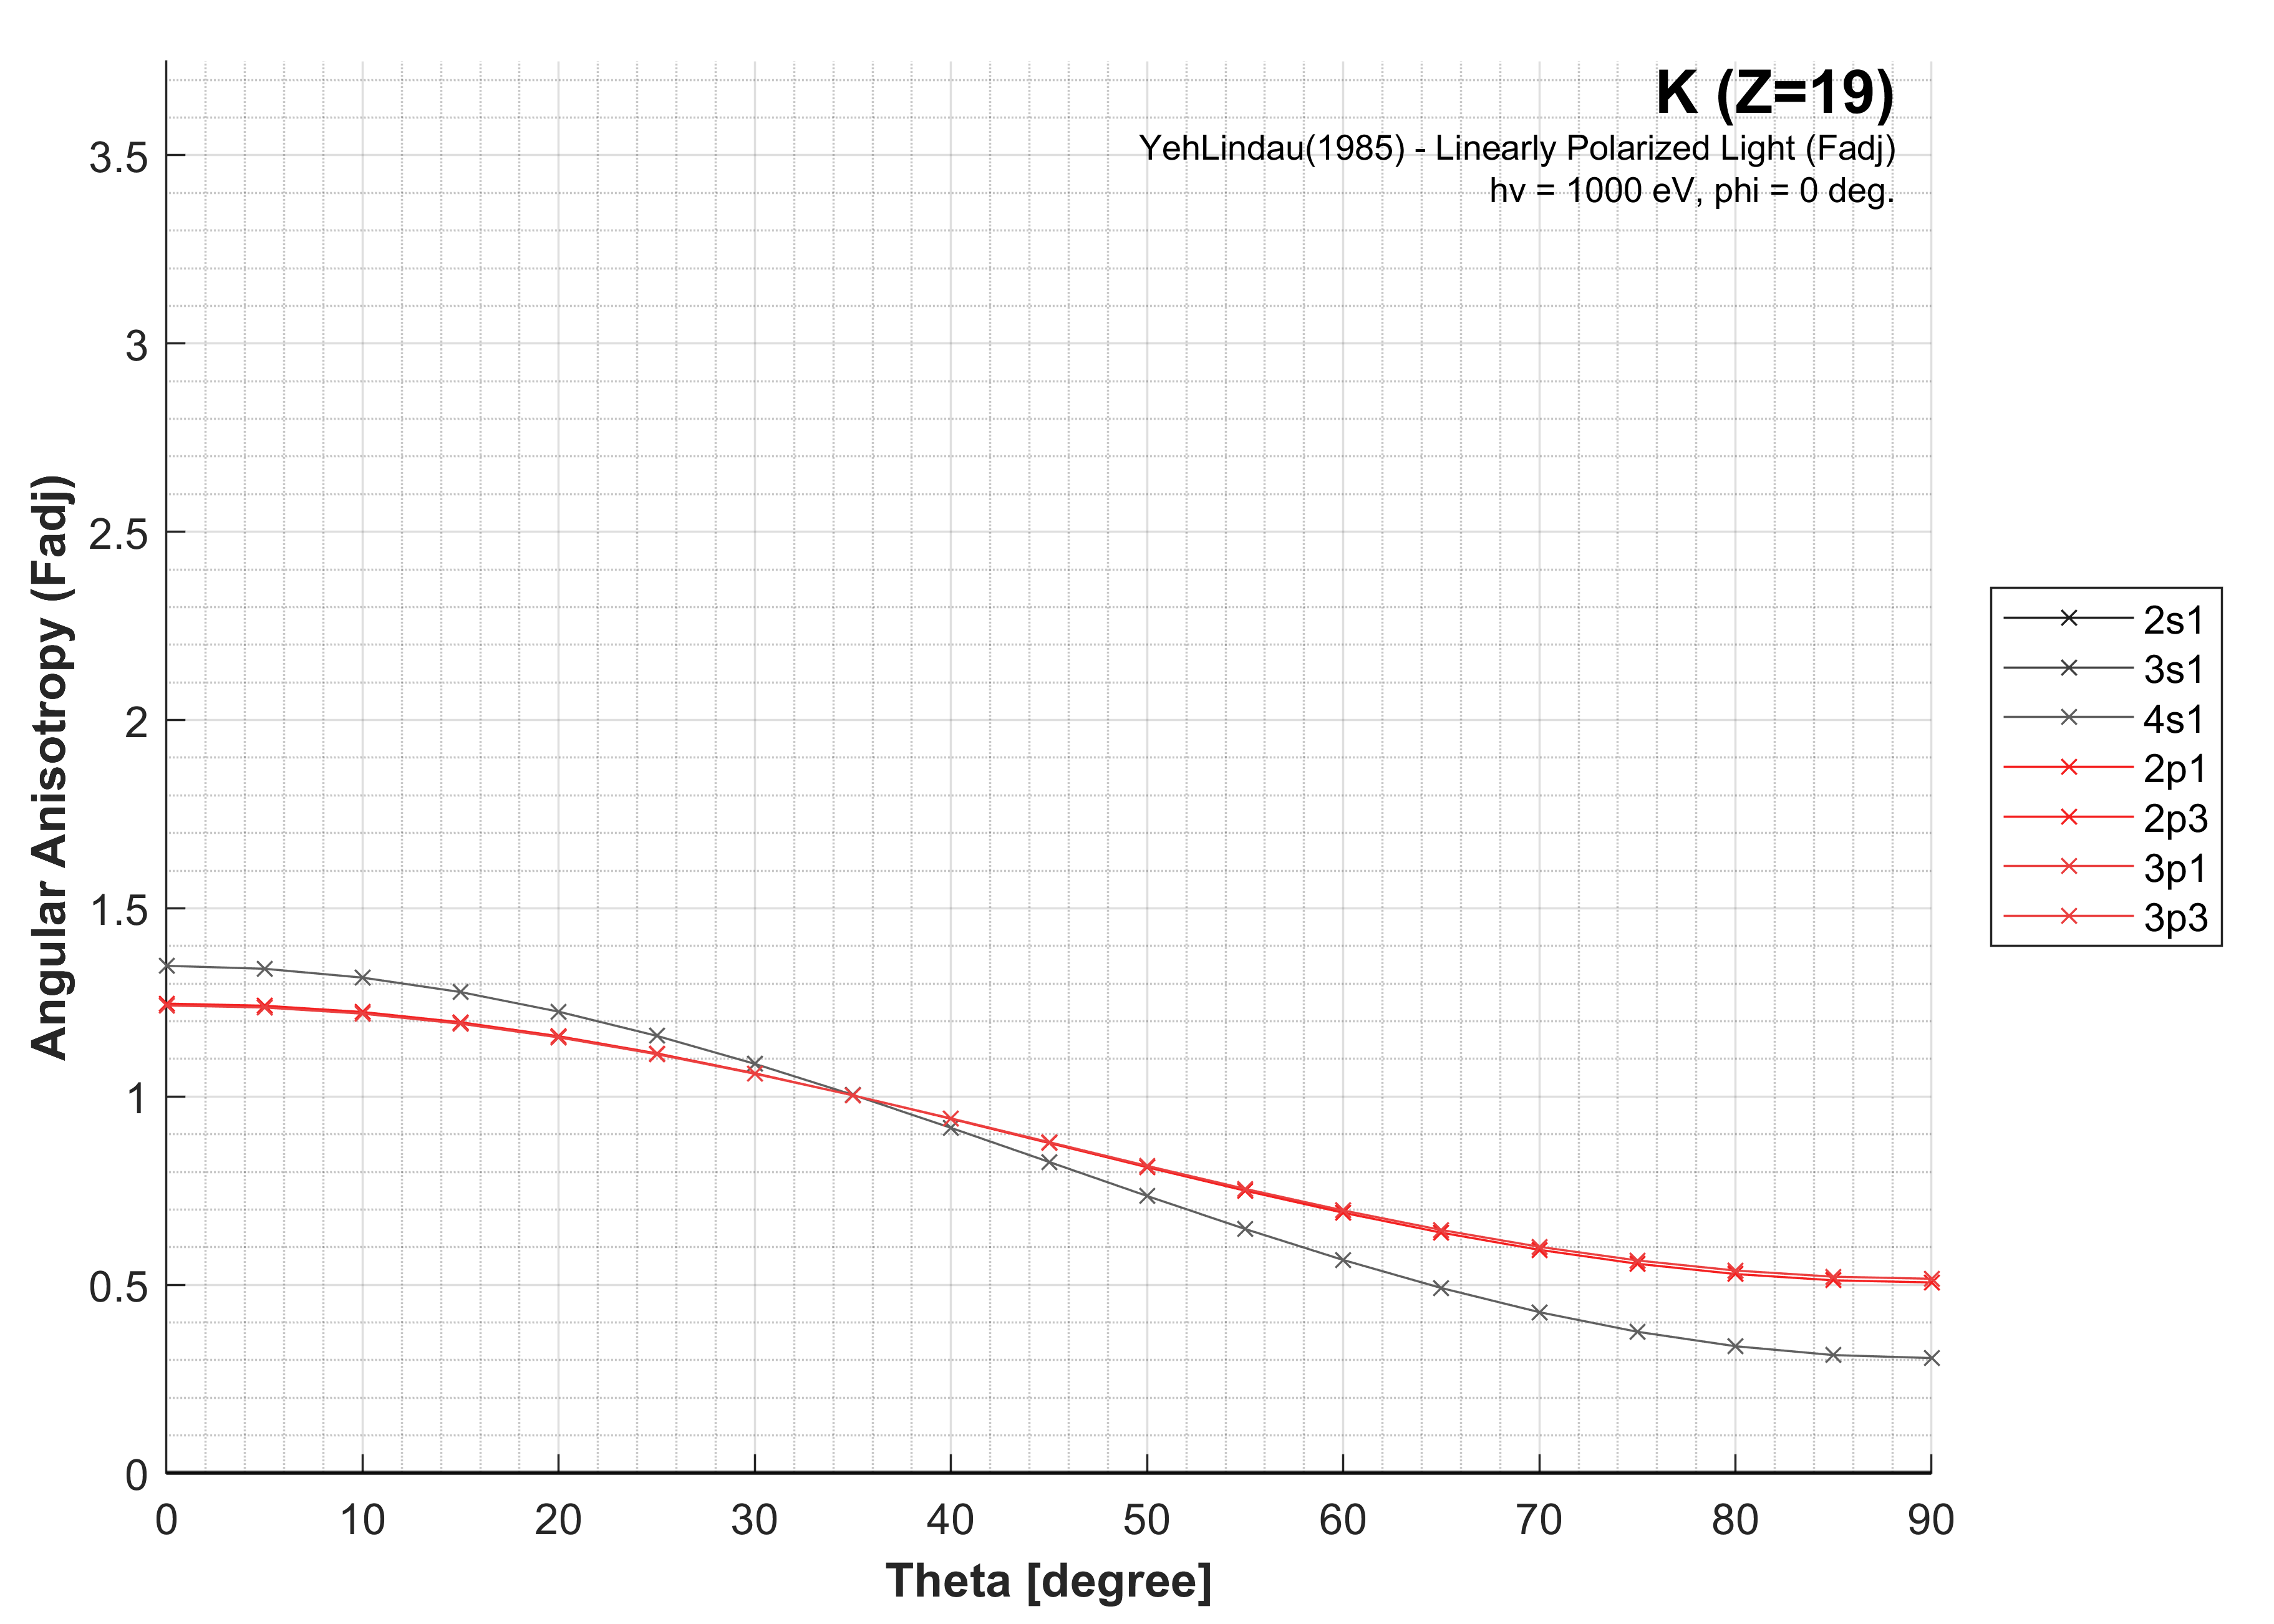 K (Z=19)
YehLindau(1985) - Linearly Polarized Light (Fadj)
hv = 1000 eV, phi = 0 deg.
Angular Anisotropy (Fadj)
3.5
3
2.5
2
1.5
1
0.5
0
0 10 20 30 40 50 60 70 80 90
Theta [degree]
2s1
3s1
4s1
2p1
2p3
3p1
3p3